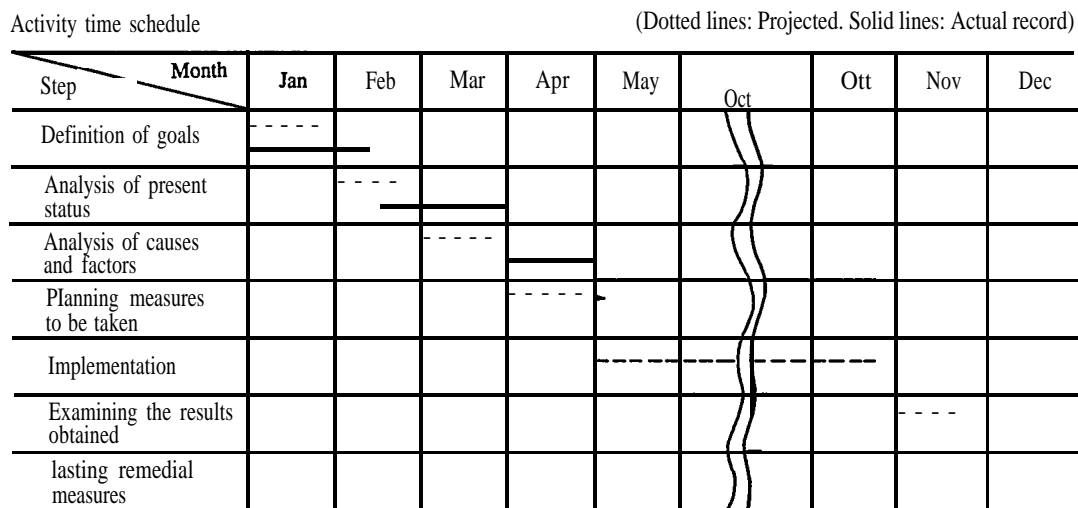 Activity time schedule
(Dotted lines: Projected. Solid lines: Actual record)
Month
Step
Jan
Feb
Mar
Apr
May
Oct
Ott
Nov
Dec
Definition of goals
Analysis of present
status
Analysis of causes
and factors
Planning measures
to be taken
Implementation
Examining the results
obtained
lasting remedial
measures